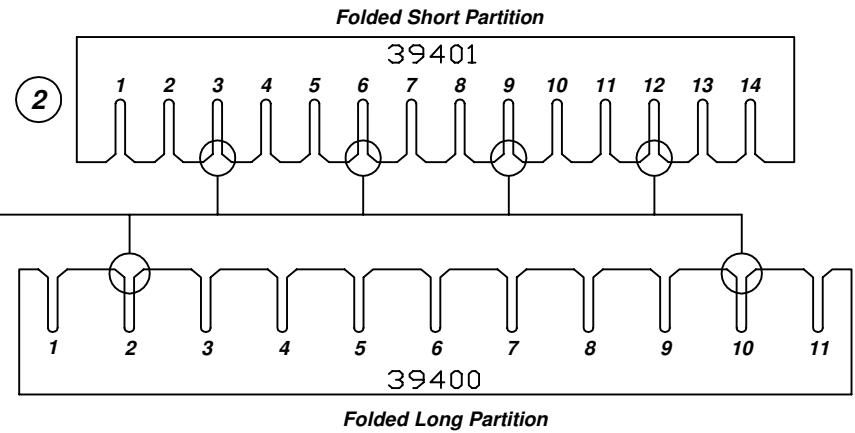 Folded Short Partition
39401
2
1 2 3 4 5 6 7 8 9 10 11 12 13 14
1 2 3 4 5 6 7 8 9 10 11
39400
Folded Long Partition